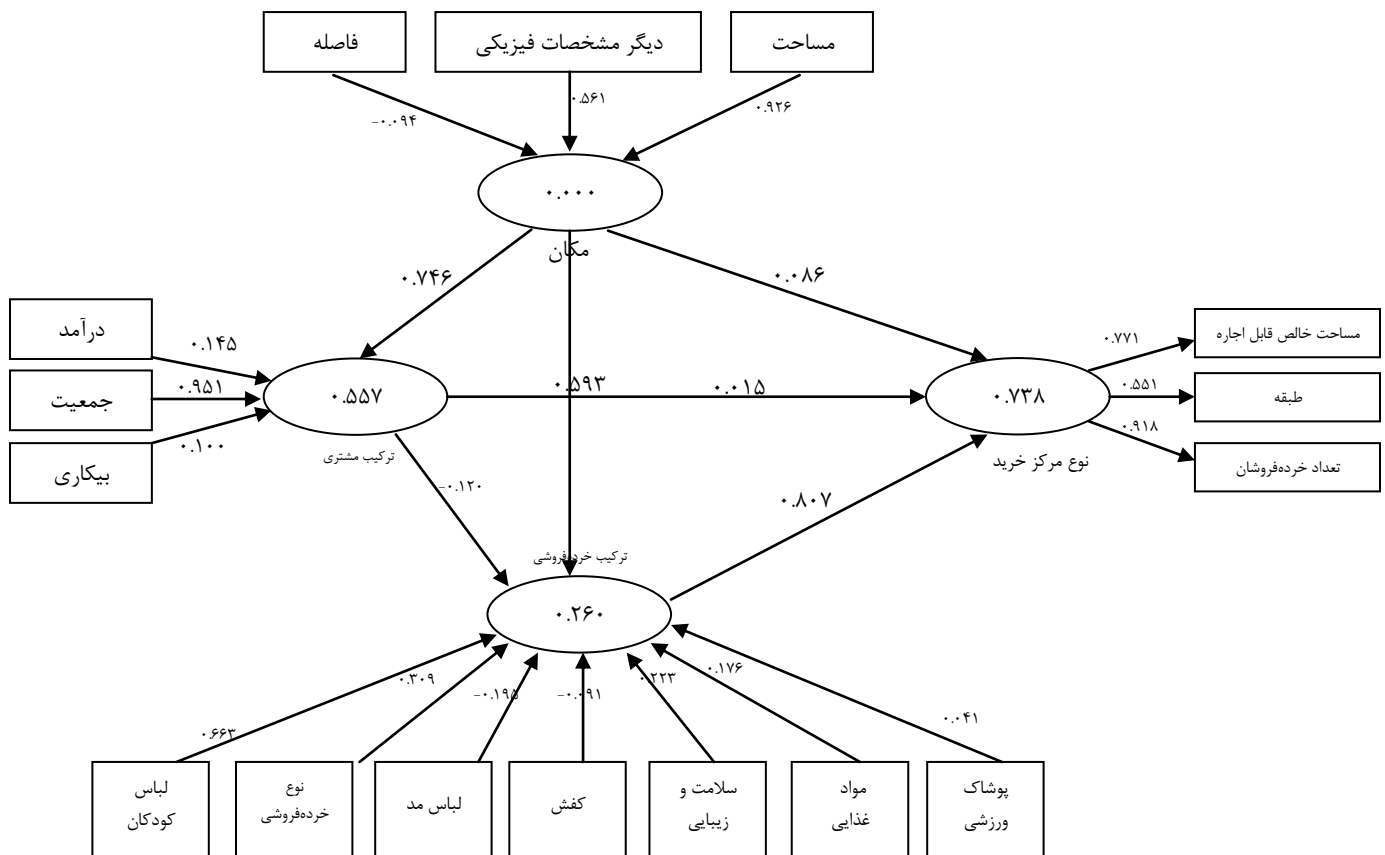 مساحت
دیگر مشخصات فیزیکی
فاصله
۰.۹۲۶
۰.۵۶۱
-۰.۰۹۴
۰.۰۰۰
مکان
۰.۷۴۶
۰.۰۸۶
درآمد
جمعیت
بیکاری
۰.۱۴۵
۰.۹۵۱
۰.۱۰۰
۰.۵۵۷
ترکیب مشتری
۰.۵۹۳
۰.۰۱۵
۰.۷۳۸
نوع مرکز خرید
۰.۷۷۱
۰.۵۵۱
۰.۹۱۸
مساحت خالص قابل اجاره
طبقه
تعداد خرده‌فروشان
-۰.۱۲۰
۰.۸۰۷
ترکیب خرده‌فروشی
۰.۲۶۰
۰.۶۶۳
۰.۳۰۹
-۰.۱۹۵
-۰.۰۹۱
۰.۲۲۳
۰.۱۷۶
۰.۰۴۱
پوشاک
ورزشی
مواد
غذایی
سلامت و
زیبایی
کفش
لباس مد
نوع
خرده‌فروشی
لباس
کودکان